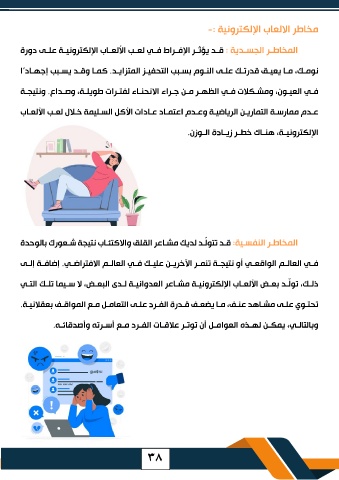 مخاطر الالعاب الإلكترونية :-
المخاطر الجسدية : قد يؤثر الإفراط في لعب الألعاب الإلكترونية على دورة
نومك، ما يعيق قدرتك على النوم بسبب التحفيز المتزايد. كما وقد يسبب إجهادًا
في العيون، ومشكلات في الظهر من جراء الانحناء لفترات طويلة، وصداع. ونتيجة
عدم ممارسة التمارين الرياضية وعدم اعتماد عادات الأكل السليمة خلال لعب الألعاب
الإلكترونية، هناك خطر زيادة الوزن.
المخاطر النفسية: قد تتولّد لديك مشاعر القلق والاكتئاب نتيجة شعورك بالوحدة
في العالم الواقعي أو نتيجة تنمر الآخرين عليك في العالم الافتراضي. إضافة إلى
ذلك، تولّد بعض الألعاب الإلكترونية مشاعر العدوانية لدى البعض، لا سيما تلك التي
تحتوي على مشاهد عنف، ما يضعف قدرة الفرد على التعامل مع المواقف بعقلانية.
وبالتالي، يمكن لهذه العوامل أن توتر علاقات الفرد مع أسرته وأصدقائه.
٣٨